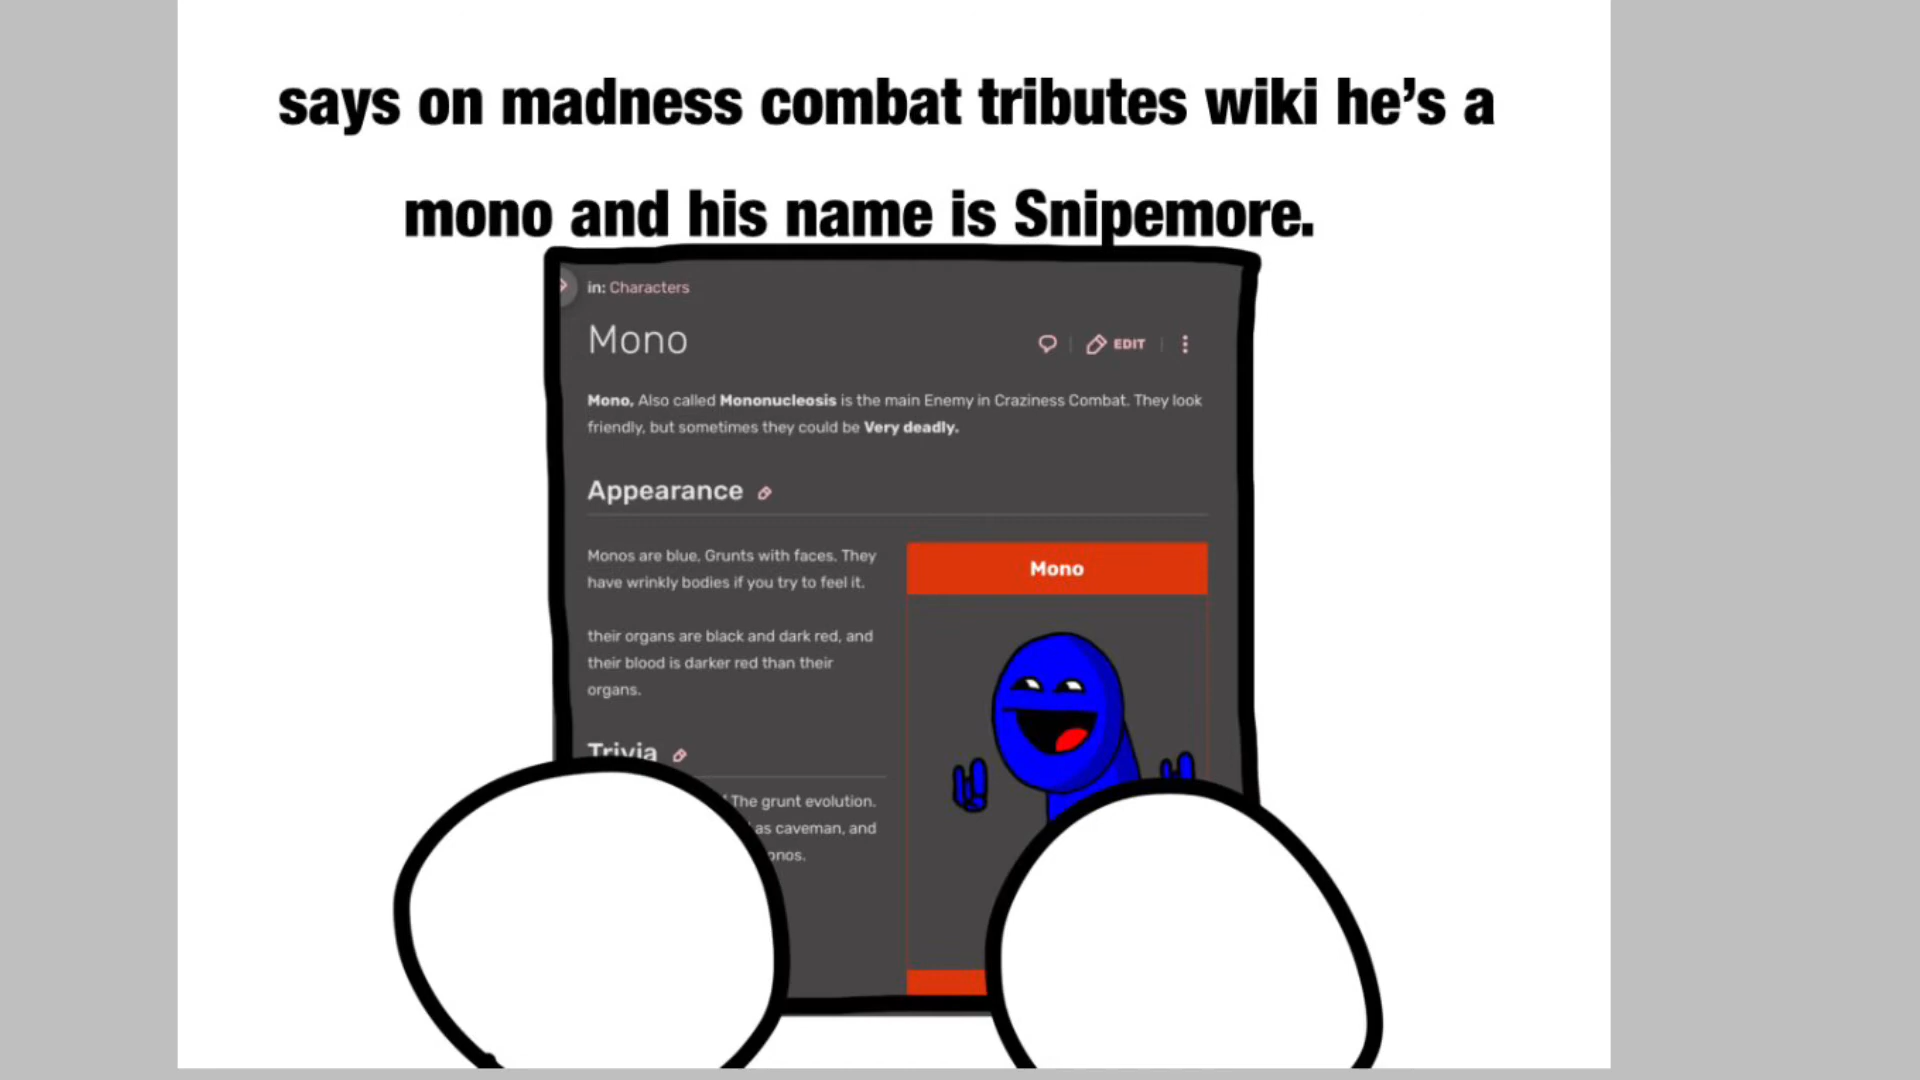 says on madness combat tributes wiki he's a
mono and his name is Snipemore.
in: Characters
Mono
EDIT
Mono, Also called Mononucleosis is the main Enemy in Craziness Combat. They look
friendly, but sometimes they could be Very deadly.
Appearance
Monos are blue, Grunts with faces. They
have wrinkly bodies if you try to feel it.
their organs are black and dark red, and
their blood is darker red than their
organs.
Mono
Trivia
The grunt evolution.
as caveman, and
onos.